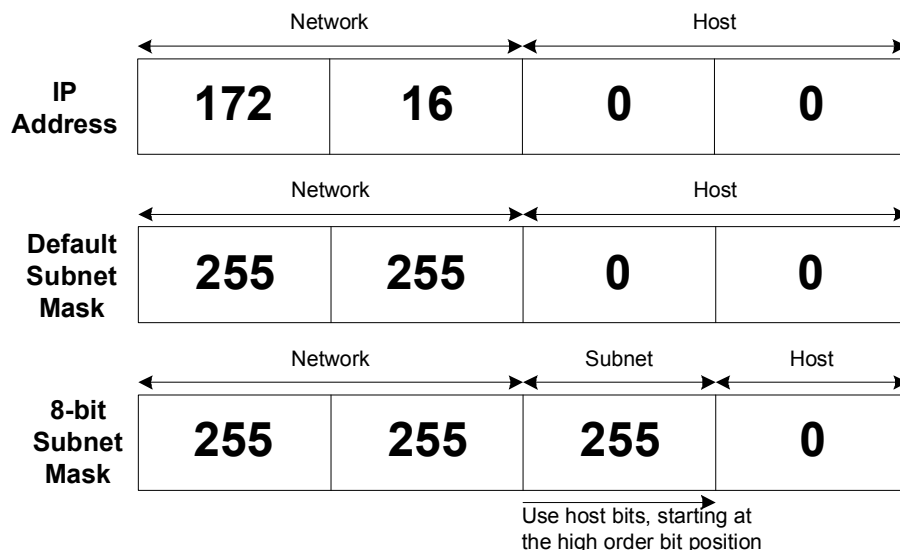 Network Host
IP
Address
172 16 0 0
Network Host
Default
Subnet
Mask
255 255 0 0
Network Subnet Host
8-bit
Subnet
Mask
255 255 255 0
Use host bits, starting at
the high order bit position